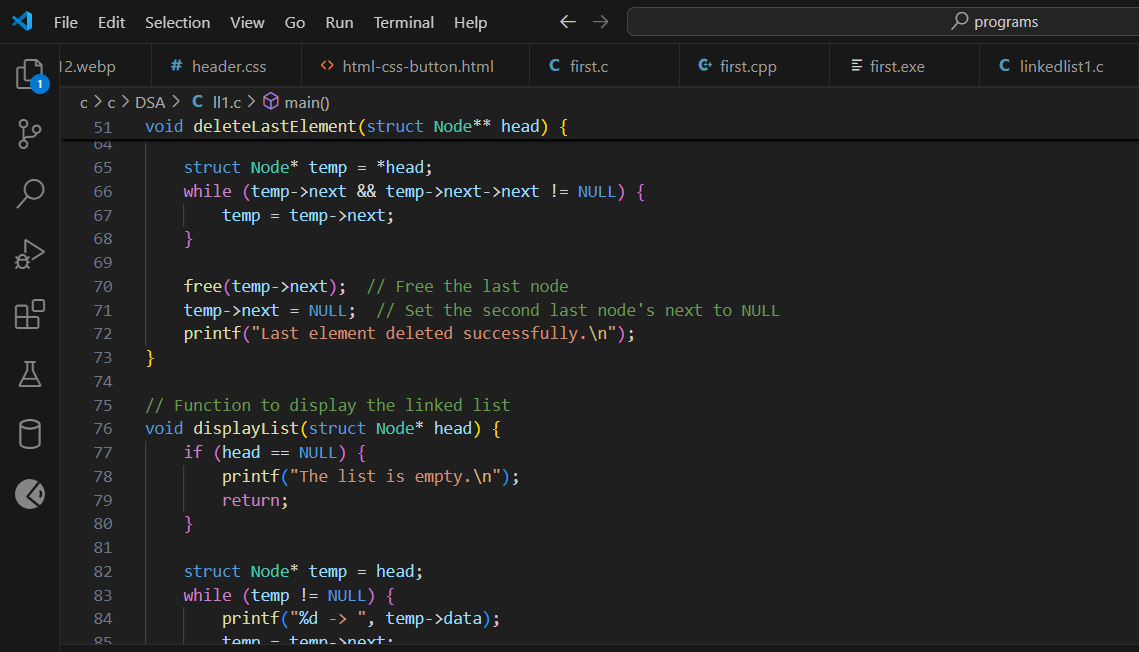 File Edit Selection View Go Run Terminal Help programs
12.webp # header.css <> html-css-button.html C first.c first.cpp first.exe C linkedlist1.c
1
c > c > DSA > C ll1.c > main()
51 void deleteLastElement(struct Node** head) {
64
65 struct Node* temp = *head;
66 while (temp->next && temp->next->next != NULL) {
67 temp = temp->next;
68 }
69
70 free(temp->next);  // Free the last node
71 temp->next = NULL;  // Set the second last node's next to NULL
72 printf("Last element deleted successfully.\n");
73 }
74
75 // Function to display the linked list
76 void displayList(struct Node* head) {
77 if (head == NULL) {
78 printf("The list is empty.\n");
79 return;
80 }
81
82 struct Node* temp = head;
83 while (temp != NULL) {
84 printf("%d -> ", temp->data);
85 temp = temp->next;